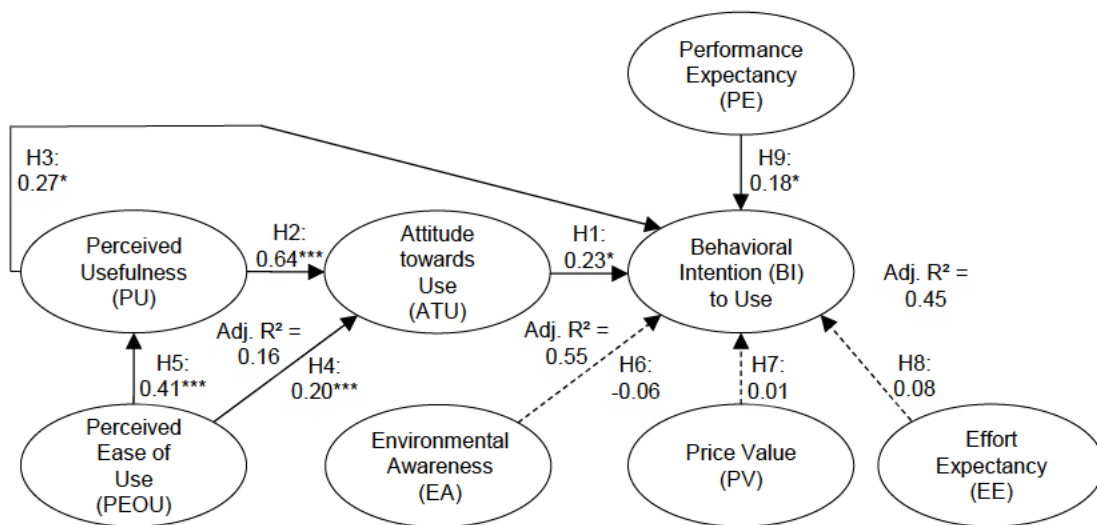 Performance
Expectancy
(PE)
H3:
0.27*
H9:
0.18*
Perceived
Usefulness
(PU)
H2:
0.64***
Attitude
towards
Use
(ATU)
H1:
0.23*
Behavioral
Intention (BI)
to Use
Adj. R² =
0.45
H5:
0.41***
Adj. R² =
0.16
H4:
0.20***
Adj. R² =
0.55
H6:
-0.06
H7:
0.01
H8:
0.08
Perceived
Ease of
Use
(PEOU)
Environmental
Awareness
(EA)
Price Value
(PV)
Effort
Expectancy
(EE)